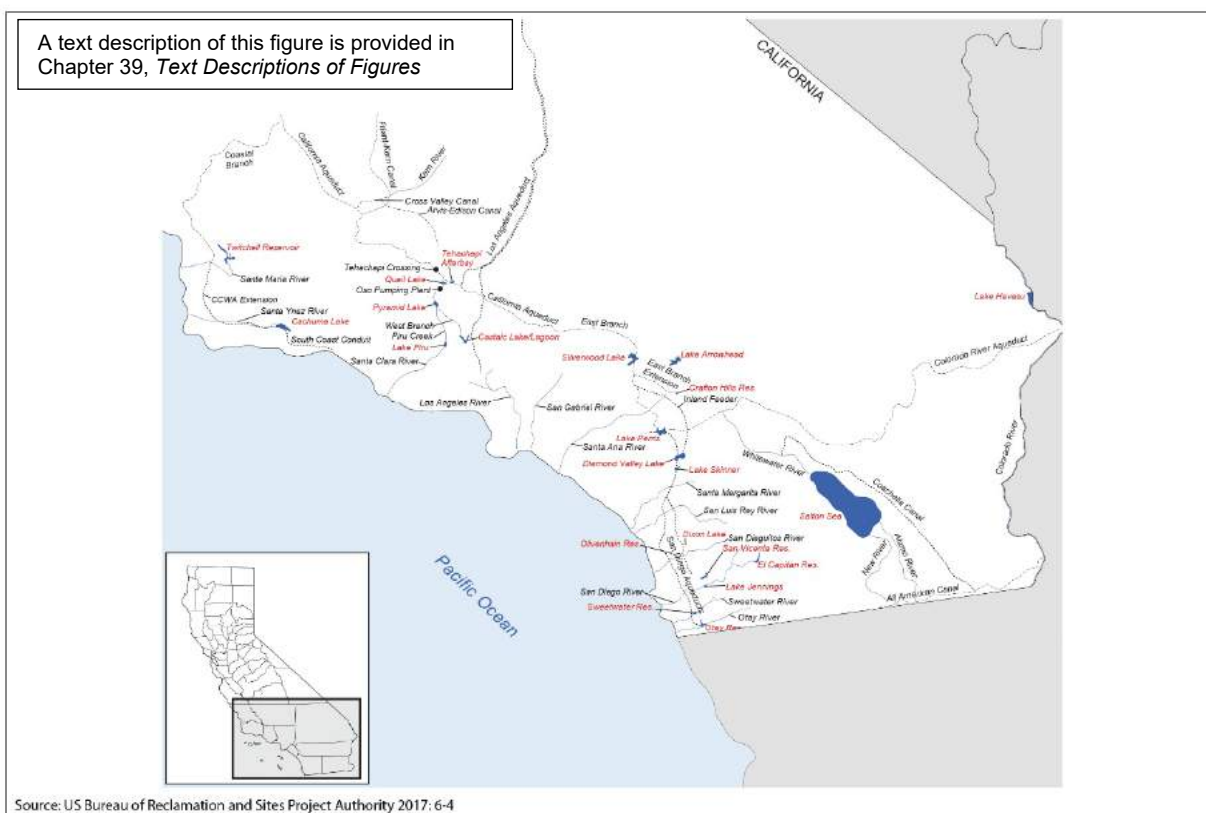 A text description of this figure is provided in
Chapter 39, Text Descriptions of Figures
CALIFORNIA
Coastal
Branch
California Aqueduct
Friant-Kern Canal
Kern River
Cross Valley Canal
Arvin-Edison Canal
Los Angeles Aqueduct
Twitchell Reservoir
Santa Maria River
CCWA Extension
Santa Ynez River
Cachuma Lake
South Coast Conduit
Tehachapi
Afterbay
Tehachapi Crossing
Quail Lake
Oso Pumping Plant
Pyramid Lake
West Branch
Piru Creek
Lake Piru
Santa Clara River
Castaic Lake/Lagoon
California Aqueduct
East Branch
Silverwood Lake
Lake Arrowhead
East Branch
Extension
Crafton Hills Res.
Inland Feeder
Lake Havasu
Colorado River Aqueduct
Colorado River
Los Angeles River
San Gabriel River
Santa Ana River
Lake Perris
Diamond Valley Lake
Lake Skinner
Whitewater River
Coachella Canal
Salton Sea
Santa Margarita River
San Luis Rey River
Dixon Lake
San Dieguito River
San Vicente Res.
Olivenhain Res.
San Diego Aqueduct
El Capitan Res.
Lake Jennings
San Diego River
Sweetwater River
Sweetwater Res.
Otay River
Otay Res.
New River
Alamo River
All American Canal
Pacific Ocean
Source: US Bureau of Reclamation and Sites Project Authority 2017: 6-4